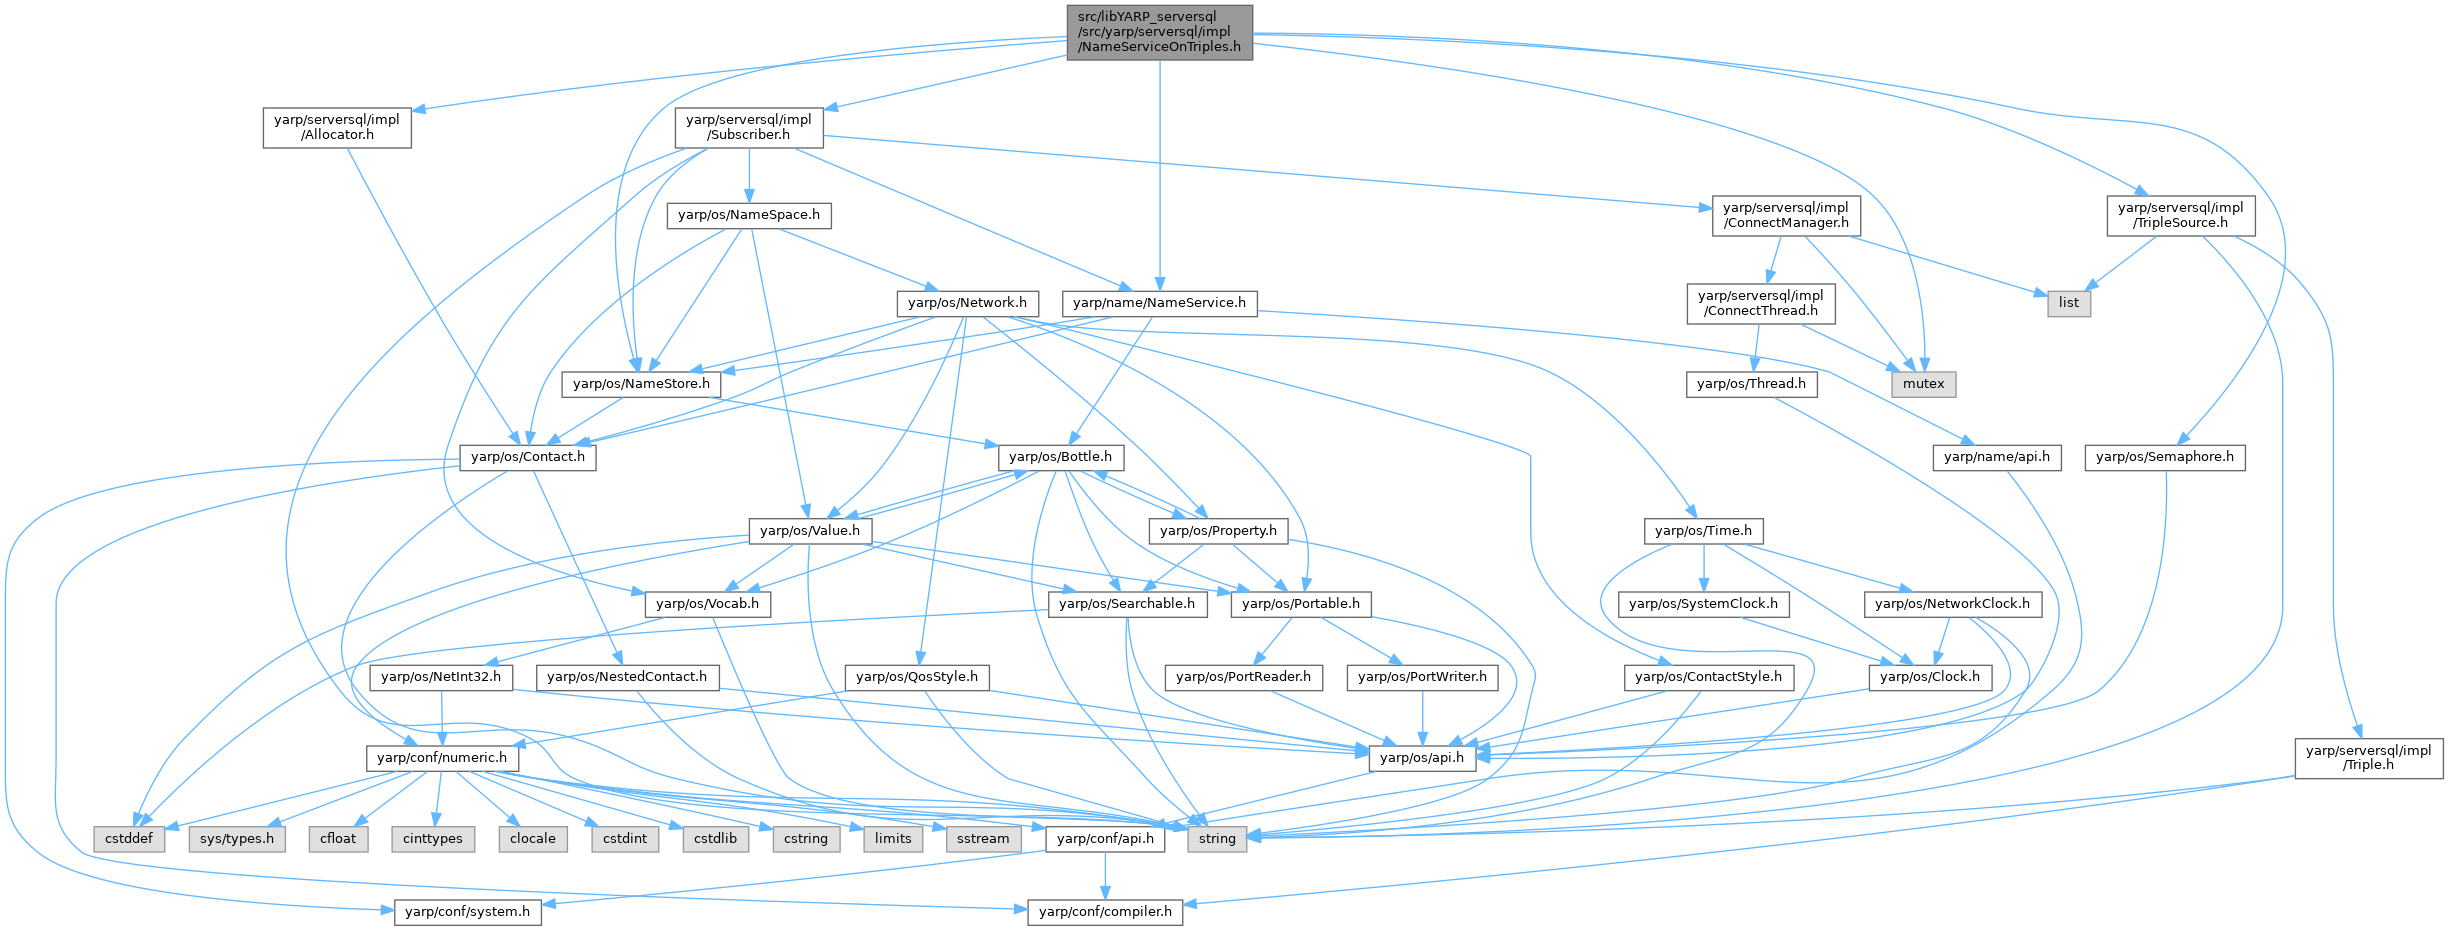 src/libYARP_serversql
/src/yarp/serversql/impl
/NameServiceOnTriples.h
yarp/serversql/impl
/Allocator.h
yarp/serversql/impl
/Subscriber.h
yarp/os/NameSpace.h
yarp/serversql/impl
/ConnectManager.h
yarp/serversql/impl
/TripleSource.h
yarp/os/Network.h
yarp/name/NameService.h
yarp/serversql/impl
/ConnectThread.h
list
yarp/os/NameStore.h
yarp/os/Thread.h
mutex
yarp/os/Contact.h
yarp/os/Bottle.h
yarp/name/api.h
yarp/os/Semaphore.h
yarp/os/Value.h
yarp/os/Property.h
yarp/os/Time.h
yarp/os/Vocab.h
yarp/os/Searchable.h
yarp/os/Portable.h
yarp/os/SystemClock.h
yarp/os/NetworkClock.h
yarp/os/NetInt32.h
yarp/os/NestedContact.h
yarp/os/QosStyle.h
yarp/os/PortReader.h
yarp/os/PortWriter.h
yarp/os/ContactStyle.h
yarp/os/Clock.h
yarp/conf/numeric.h
yarp/os/api.h
yarp/serversql/impl
/Triple.h
cstddef
sys/types.h
cfloat
cinttypes
clocale
cstdint
cstdlib
cstring
limits
sstream
yarp/conf/api.h
string
yarp/conf/system.h
yarp/conf/compiler.h